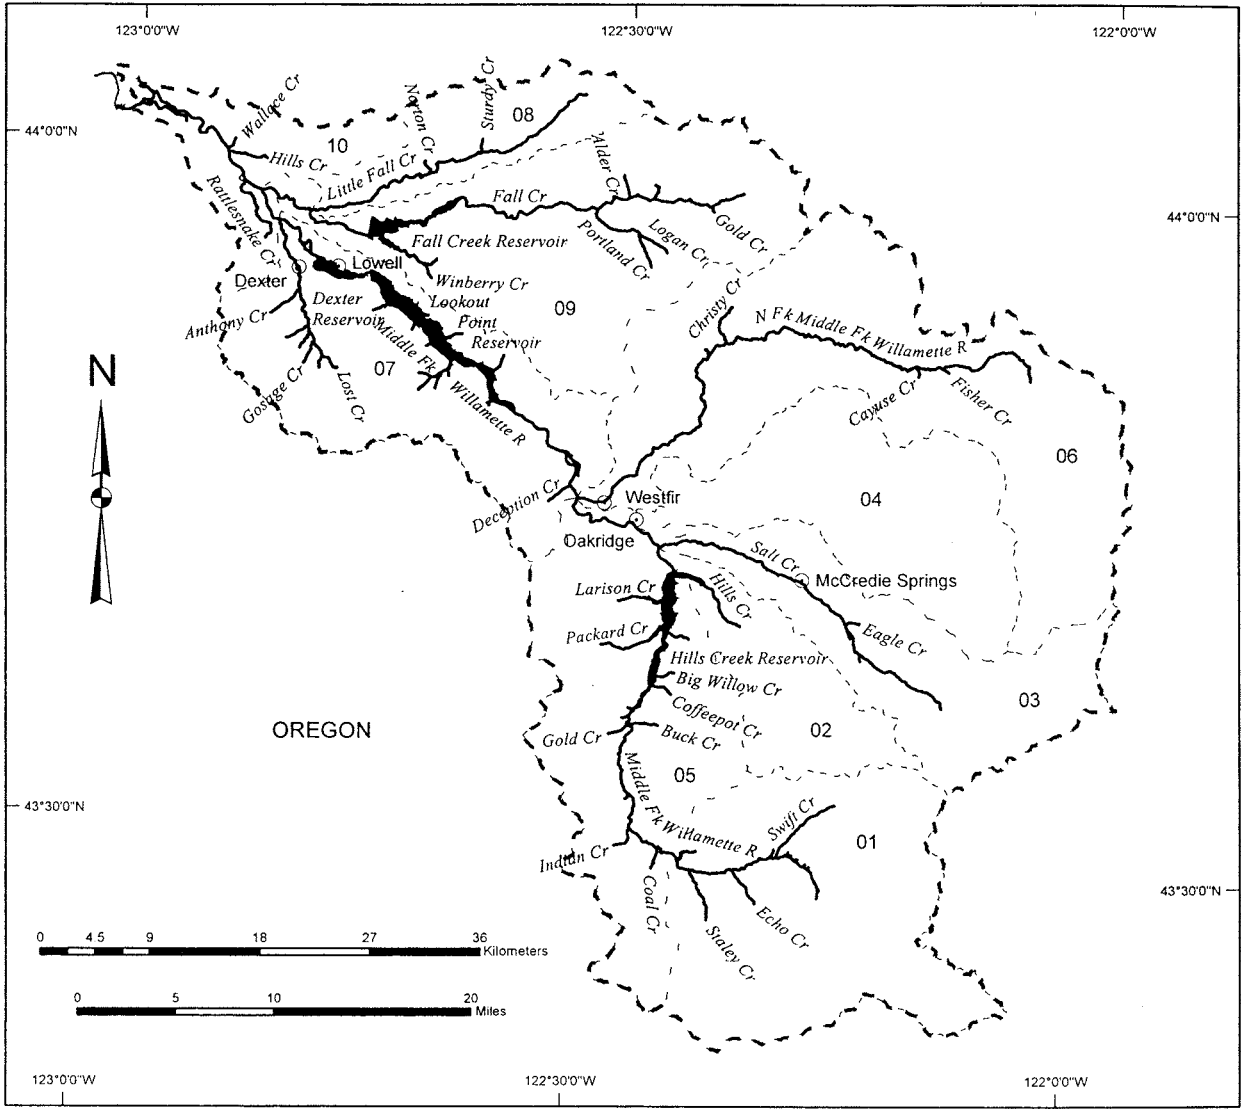 123°0'0"W
122°30'0"W
122°0'0"W
44°0'0"N
44°0'0"N
Wallace Cr
Norton Cr
Sturdy Cr
08
10
Hills Cr
Little Fall Cr
Alder Cr
Rattlesnake Cr
Fall Cr
Gold Cr
Logan Cr
Portland Cr
Fall Creek Reservoir
Lowell
Dexter
Winberry Cr
Dexter
Reservoir
Lookout
Point
Reservoir
09
Christy Cr
N Fk Middle Fk Willamette R
Anthony Cr
Middle Fk
Willamette R
07
N
Gosage Cr
Lost Cr
Cayuse Cr
Fisher Cr
06
Deception Cr
Westfir
04
Oakridge
Salt Cr
McCredie Springs
Larison Cr
Hills Cr
Packard Cr
Eagle Cr
Hills Creek Reservoir
Big Willow Cr
03
Coffeepot Cr
OREGON
Gold Cr
Buck Cr
02
05
Middle Fk Willamette R
43°30'0"N
Swift Cr
01
Indian Cr
43°30'0"N
Coal Cr
Echo Cr
Staley Cr
0 4.5 9 18 27 36
Kilometers
0 5 10 20
Miles
123°0'0"W
122°30'0"W
122°0'0"W